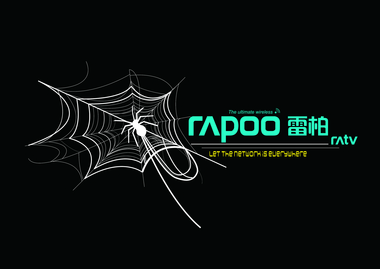 The ultimate wireless
rapoo 雷柏
ratv
LET THE NETWORK IS EVERYWHERE